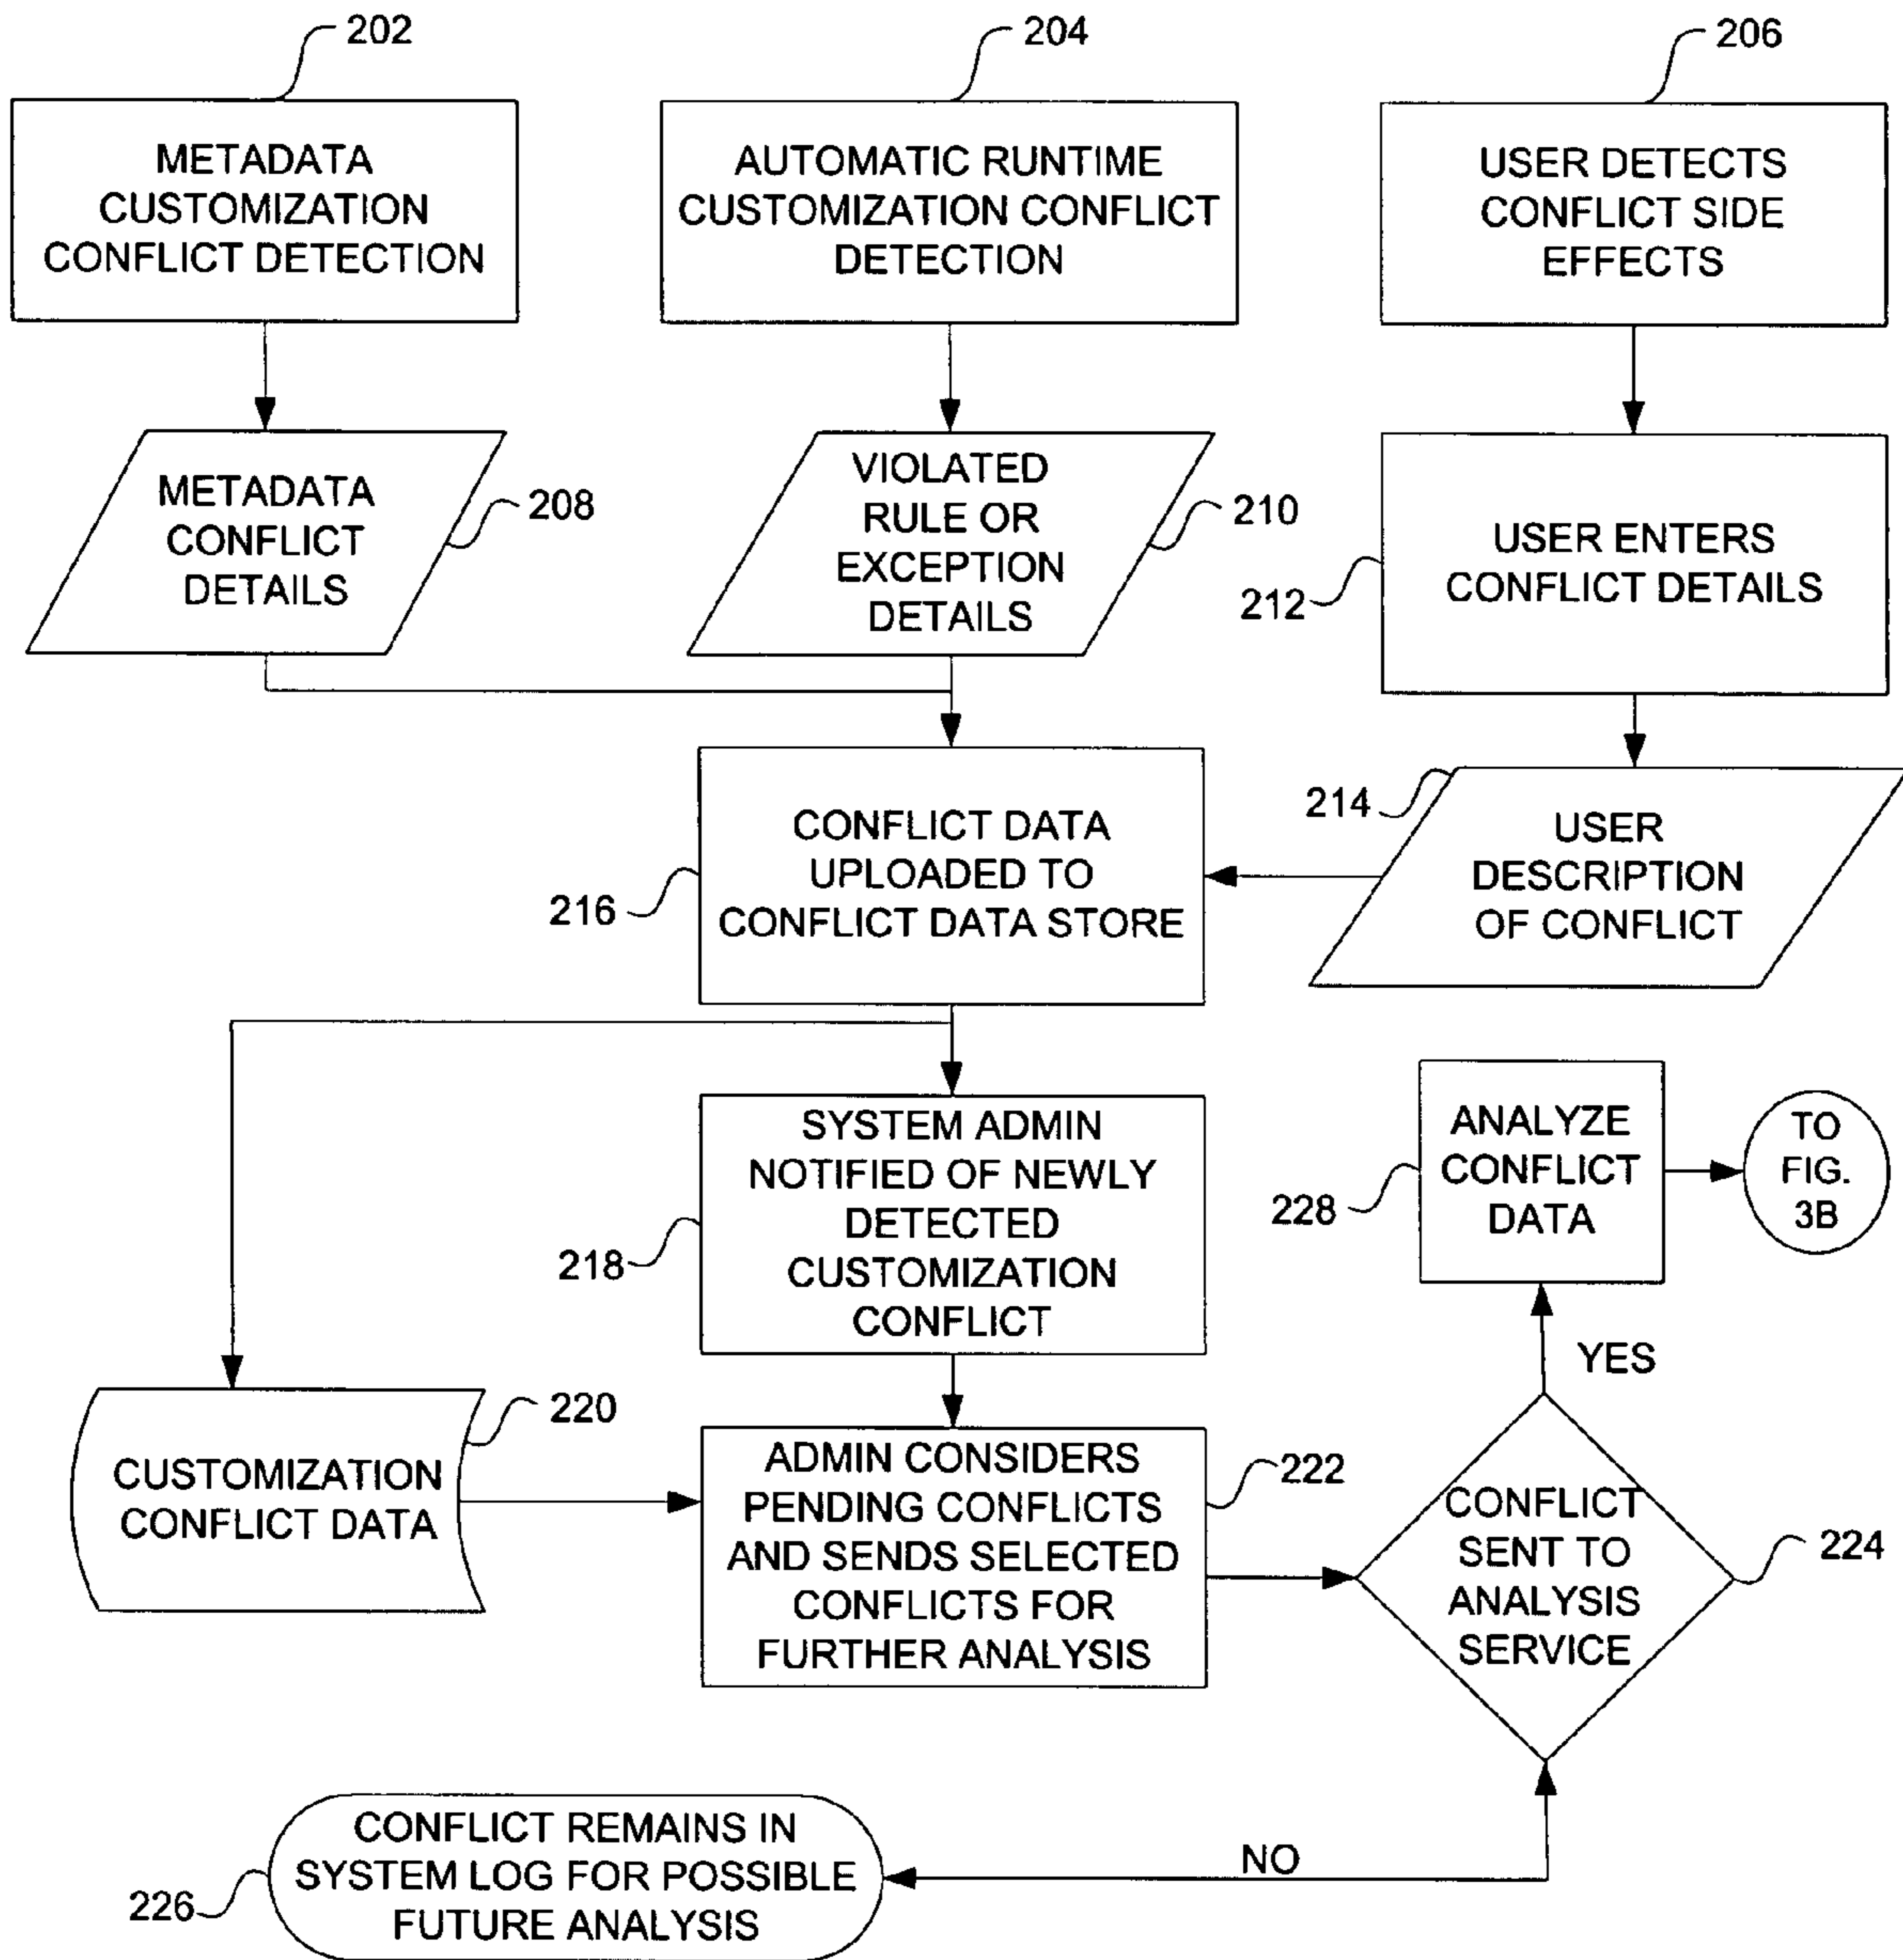 202
204
206
METADATA
CUSTOMIZATION
CONFLICT DETECTION
AUTOMATIC RUNTIME
CUSTOMIZATION CONFLICT
DETECTION
USER DETECTS
CONFLICT SIDE
EFFECTS
METADATA
CONFLICT
DETAILS
208
VIOLATED
RULE OR
EXCEPTION
DETAILS
210
USER ENTERS
CONFLICT DETAILS
212
CONFLICT DATA
UPLOADED TO
CONFLICT DATA STORE
216
214
USER
DESCRIPTION
OF CONFLICT
SYSTEM ADMIN
NOTIFIED OF NEWLY
DETECTED
CUSTOMIZATION
CONFLICT
218
ANALYZE
CONFLICT
DATA
228
TO
FIG.
3B
YES
220
CUSTOMIZATION
CONFLICT DATA
ADMIN CONSIDERS
PENDING CONFLICTS
AND SENDS SELECTED
CONFLICTS FOR
FURTHER ANALYSIS
222
CONFLICT
SENT TO
ANALYSIS
SERVICE
224
CONFLICT REMAINS IN
SYSTEM LOG FOR POSSIBLE
FUTURE ANALYSIS
226
NO